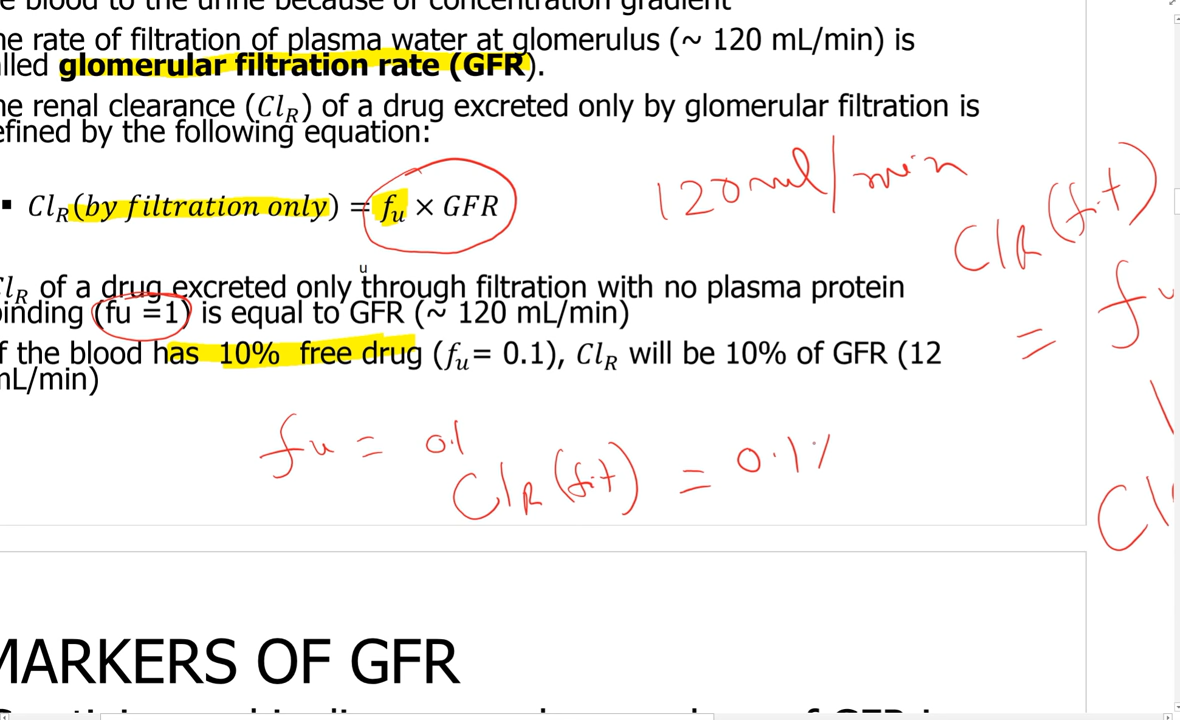 e blood to the urine because of concentration gradient
he rate of filtration of plasma water at glomerulus (~ 120 mL/min) is
lled glomerular filtration rate (GFR).
he renal clearance (ClR) of a drug excreted only by glomerular filtration is
efined by the following equation:
120ml/min
▪ ClR(by filtration only) = fu × GFR
ClR (fit)
= fu
u
ClR of a drug excreted only through filtration with no plasma protein
inding (fu =1) is equal to GFR (~ 120 mL/min)
f the blood has 10% free drug (fu= 0.1), ClR will be 10% of GFR (12
mL/min)
fu = 0.1
ClR (fit) = 0.1
Cl
MARKERS OF GFR